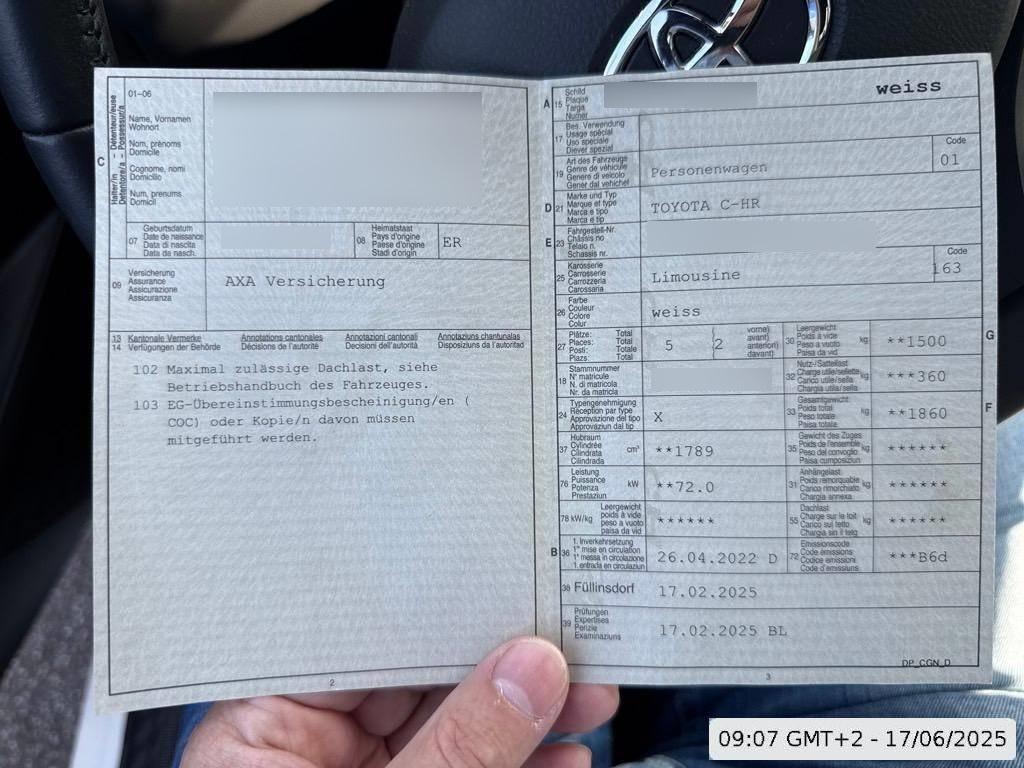 Halter/in - Détenteur/euse
Detentore/a - Possessur/a
C
01-06
Name, Vornamen
Wohnort
Nom, prénoms
Domicile
Cognome, nomi
Domicilio
Num, prenums
Domicil
07
Geburtsdatum
Date de naissance
Data di nascita
Data da nasch.
08
Heimatstaat
Pays d'origine
Paese d'origine
Stadi d'origin
ER
09
Versicherung
Assurance
Assicurazione
Assicuranza
AXA Versicherung
13 Kantonale Vermerke Annotations cantonales Annotazioni cantonali Annotaziuns chantunalas
14 Verfügungen der Behörde Décisions de l'autorité Decisioni dell'autorità Disposiziuns da l'autoritad
102 Maximal zulässige Dachlast, siehe
Betriebshandbuch des Fahrzeuges.
103 EG-Übereinstimmungsbescheinigung/en (
COC) oder Kopie/n davon müssen
mitgeführt werden.
2
A 15
Schild
Plaque
Targa
Numer
weiss
17
Bes. Verwendung
Usage spécial
Uso speciale
Diever spezial
19
Art des Fahrzeugs
Genre de véhicule
Genere di veicolo
Gener dal vehichel
Personenwagen
Code
01
D 21
Marke und Typ
Marque et type
Marca e tipo
Marca e tip
TOYOTA C-HR
E 23
Fahrgestell-Nr.
Châssis no
Telaio n.
Schassis nr.
25
Karosserie
Carrosserie
Carrozzeria
Carossaria
Limousine
Code
163
26
Farbe
Couleur
Colore
Colur
weiss
27
Plätze: Total
Places: Total
Posti: Totale
Plazs: Total
5
2
vorne)
avant)
anteriori)
davant)
30
Leergewicht
Poids à vide
Peso a vuoto
Paisa da vid
kg
**1500
G
18
Stammnummer
N° matricule
N. di matricola
Nr. da matricla
32
Nutz-/Sattellast
Charge utile/sellette
Carico utile/sella
Chargia utila/sella
kg
***360
24
Typengenehmigung
Réception par type
Approvazione del tipo
Approvaziun dal tip
X
33
Gesamtgewicht
Poids total
Peso totale
Paisa totala
kg
**1860
F
37
Hubraum
Cylindrée
Cilindrata
Cilindrada
cm³
**1789
35
Gewicht des Zuges
Poids de l'ensemble
Peso del convoglio
Paisa cumposiziun
kg
******
76
Leistung
Puissance
Potenza
Prestaziun
kW
**72.0
31
Anhängelast
Poids remorquable
Carico rimorchiato
Chargia annexa
kg
******
78 kW/kg
Leergewicht
poids à vide
peso a vuoto
paisa da vid
******
55
Dachlast
Charge sur le toit
Carico sul tetto
Chargia sin il tetg
kg
******
B 36
1. Inverkehrsetzung
1re mise en circulation
1a messa in circolazione
1. entrada en circulaziun
26.04.2022 D
72
Emissionscode
Code émissions
Codice emissioni
Code d'emissiuns
***B6d
38 Füllinsdorf
17.02.2025
39
Prüfungen
Expertises
Perizie
Examinaziuns
17.02.2025 BL
DP_CGN_D
3
09:07 GMT+2 - 17/06/2025